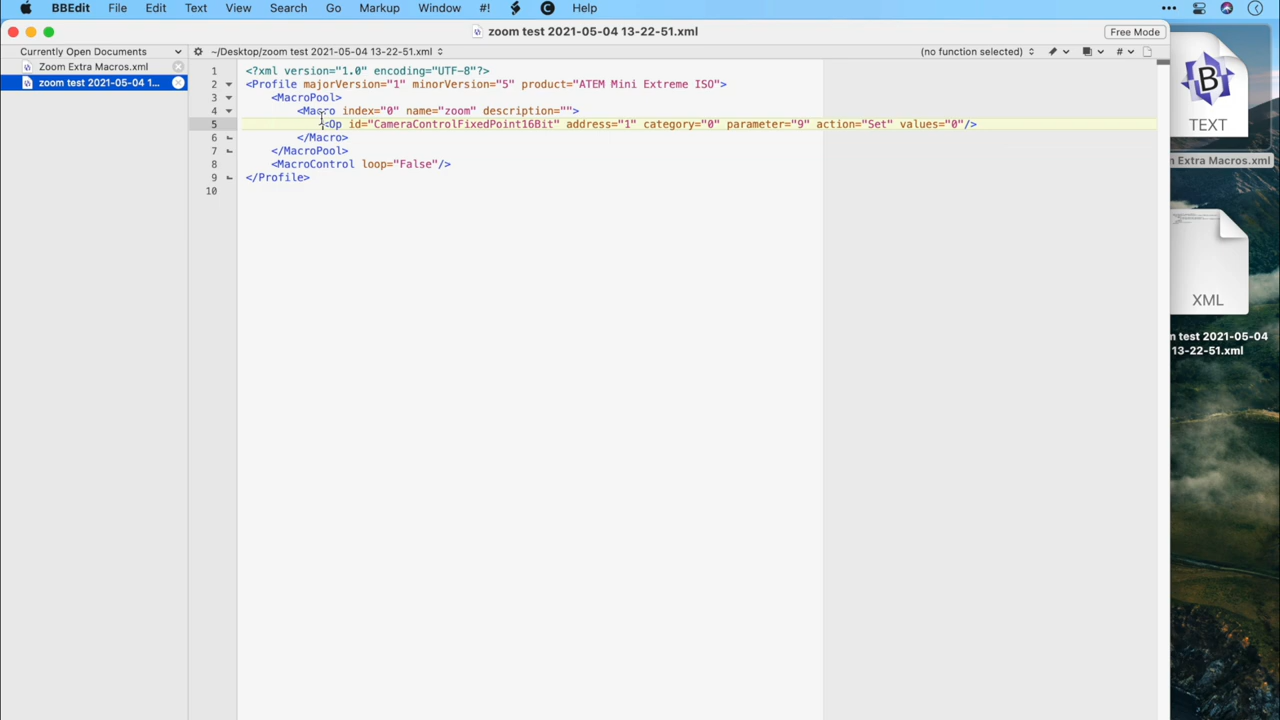 BBEdit File Edit Text View Search Go Markup Window #! Help
zoom test 2021-05-04 13-22-51.xml
Free Mode
Currently Open Documents
~/Desktop/zoom test 2021-05-04 13-22-51.xml
(no function selected)
#
Zoom Extra Macros.xml
zoom test 2021-05-04 1...
1 <?xml version="1.0" encoding="UTF-8"?>
2 <Profile majorVersion="1" minorVersion="5" product="ATEM Mini Extreme ISO">
3 <MacroPool>
4 <Macro index="0" name="zoom" description="">
5 <Op id="CameraControlFixedPoint16Bit" address="1" category="0" parameter="9" action="Set" values="0"/>
6 </Macro>
7 </MacroPool>
8 <MacroControl loop="False"/>
9 </Profile>
10
TEXT
Extra Macros.xml
XML
test 2021-05-04
13-22-51.xml